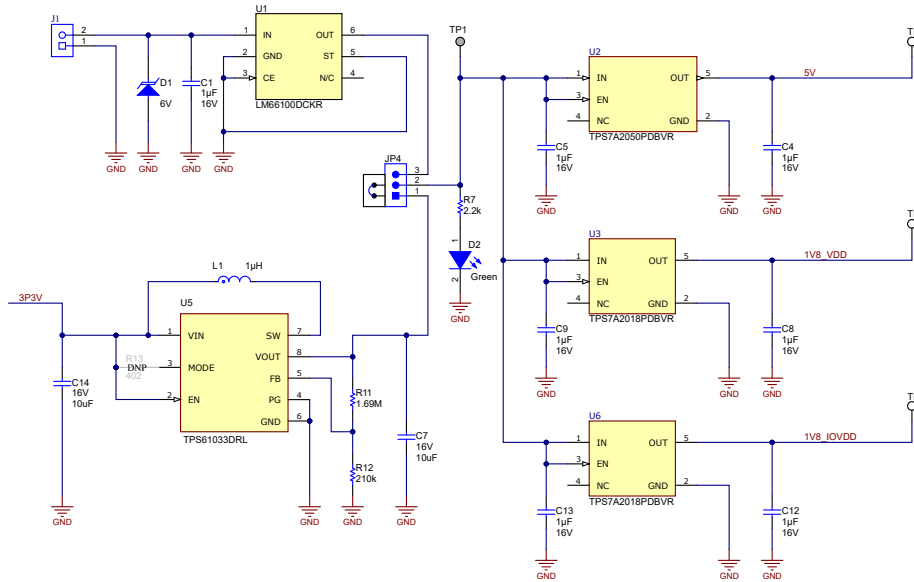 J1
2
1
GND
D1
6V
GND
C1
1µF
16V
GND
U1
1 IN OUT 6
2 GND ST 5
3 CE N/C 4
LM66100DCKR
GND
TP1
JP4
3
2
1
R7
2.2k
1
D2
Green
2
GND
U2
1 IN OUT 5
3 EN
4 NC GND 2
TPS7A2050PDBVR
5V
C5
1µF
16V
GND
GND
C4
1µF
16V
GND
U3
1 IN OUT 5
3 EN
4 NC GND 2
TPS7A2018PDBVR
1V8_VDD
C9
1µF
16V
GND
GND
C8
1µF
16V
GND
U6
1 IN OUT 5
3 EN
4 NC GND 2
TPS7A2018PDBVR
1V8_IOVDD
C13
1µF
16V
GND
GND
C12
1µF
16V
GND
L1 1µH
3P3V
U5
1 VIN SW 7
VOUT 8
R13
DNP
402
3 MODE
FB 5
2 EN PG 4
GND 6
TPS61033DRL
C14
16V
10uF
GND
GND
R11
1.69M
R12
210k
GND
C7
16V
10uF
GND